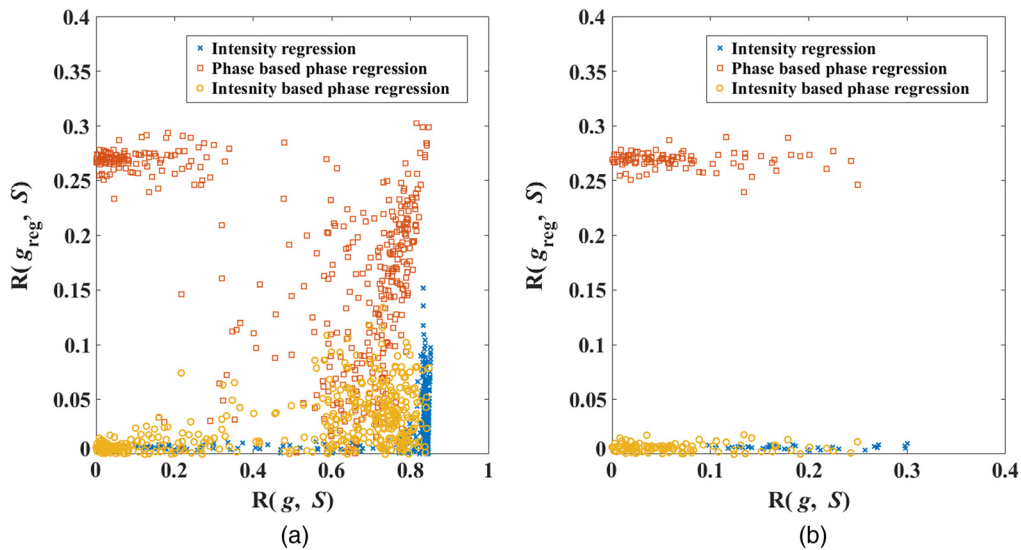 0.4
0.35
0.3
0.25
0.2
0.15
0.1
0.05
0
R( g_reg, S)
Intensity regression
Phase based phase regression
Intesnity based phase regression
0 0.2 0.4 0.6 0.8 1
R( g, S)
(a)
0.4
0.35
0.3
0.25
0.2
0.15
0.1
0.05
0
R( g_reg, S)
Intensity regression
Phase based phase regression
Intesnity based phase regression
0 0.1 0.2 0.3 0.4
R( g, S)
(b)